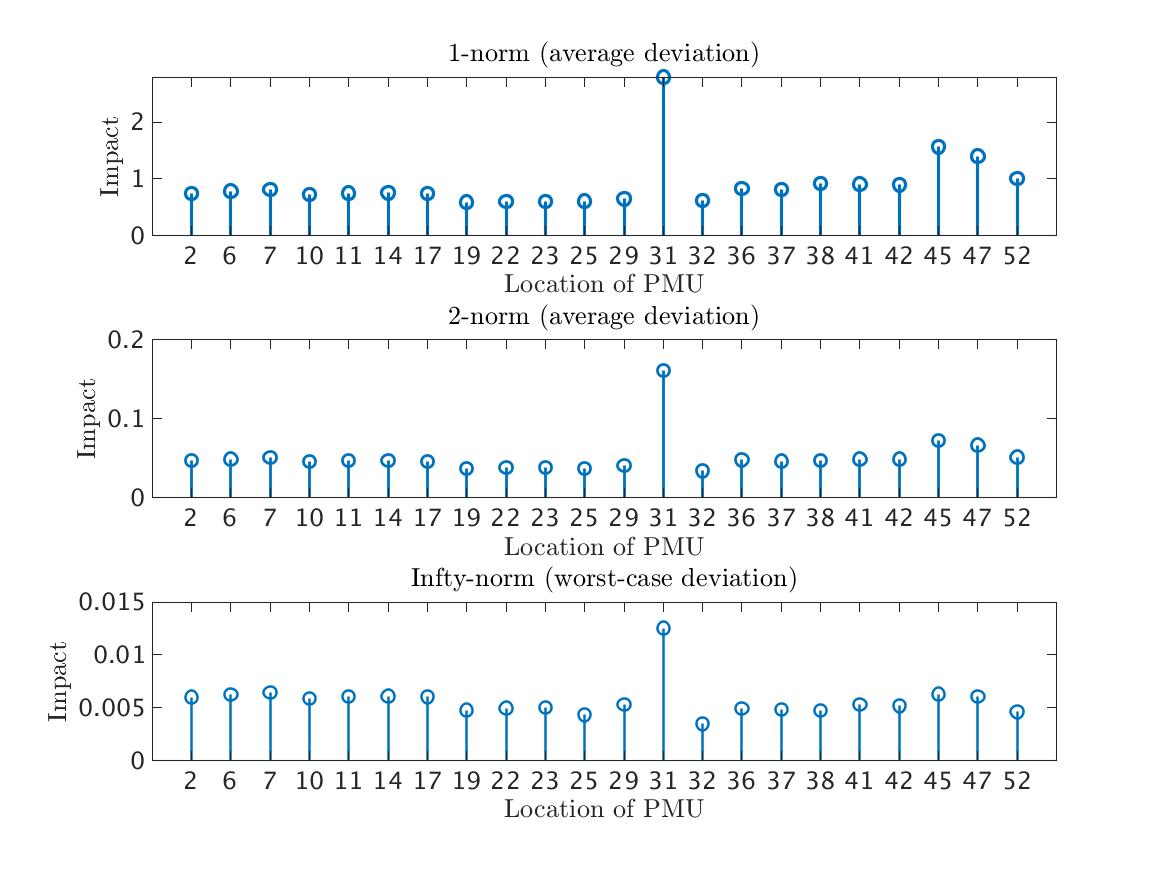 1-norm (average deviation)
2
1
0
Impact
2 6 7 10 11 14 17 19 22 23 25 29 31 32 36 37 38 41 42 45 47 52
Location of PMU
2-norm (average deviation)
0.2
0.1
0
Impact
2 6 7 10 11 14 17 19 22 23 25 29 31 32 36 37 38 41 42 45 47 52
Location of PMU
Infty-norm (worst-case deviation)
0.015
0.01
0.005
0
Impact
2 6 7 10 11 14 17 19 22 23 25 29 31 32 36 37 38 41 42 45 47 52
Location of PMU